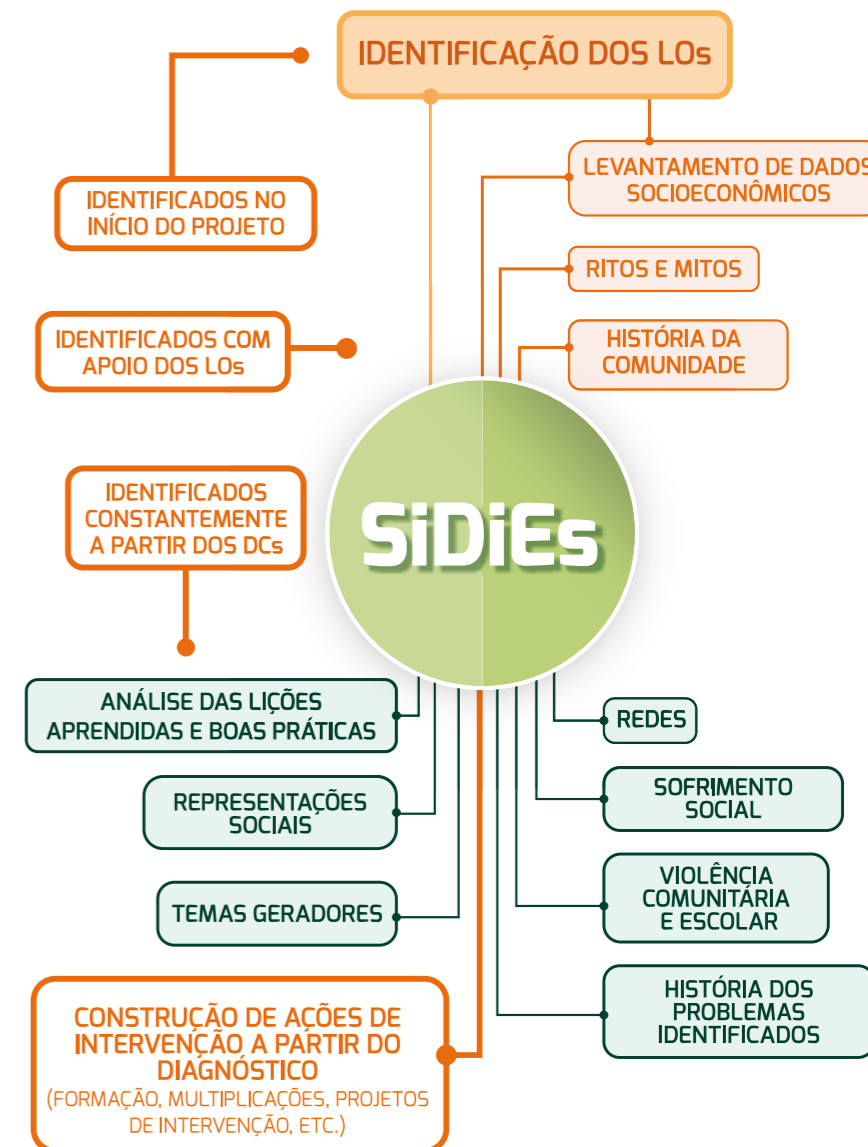 IDENTIFICAÇÃO DOS LOs
LEVANTAMENTO DE DADOS
SOCIOECONÔMICOS
IDENTIFICADOS NO
INÍCIO DO PROJETO
RITOS E MITOS
IDENTIFICADOS COM
APOIO DOS LOs
HISTÓRIA DA
COMUNIDADE
IDENTIFICADOS
CONSTANTEMENTE
A PARTIR DOS DCs
SiDiEs
ANÁLISE DAS LIÇÕES
APRENDIDAS E BOAS PRÁTICAS
REDES
REPRESENTAÇÕES
SOCIAIS
SOFRIMENTO
SOCIAL
TEMAS GERADORES
VIOLÊNCIA
COMUNITÁRIA
E ESCOLAR
HISTÓRIA DOS
PROBLEMAS
IDENTIFICADOS
CONSTRUÇÃO DE AÇÕES DE
INTERVENÇÃO A PARTIR DO
DIAGNÓSTICO
(FORMAÇÃO, MULTIPLICAÇÕES, PROJETOS
DE INTERVENÇÃO, ETC.)